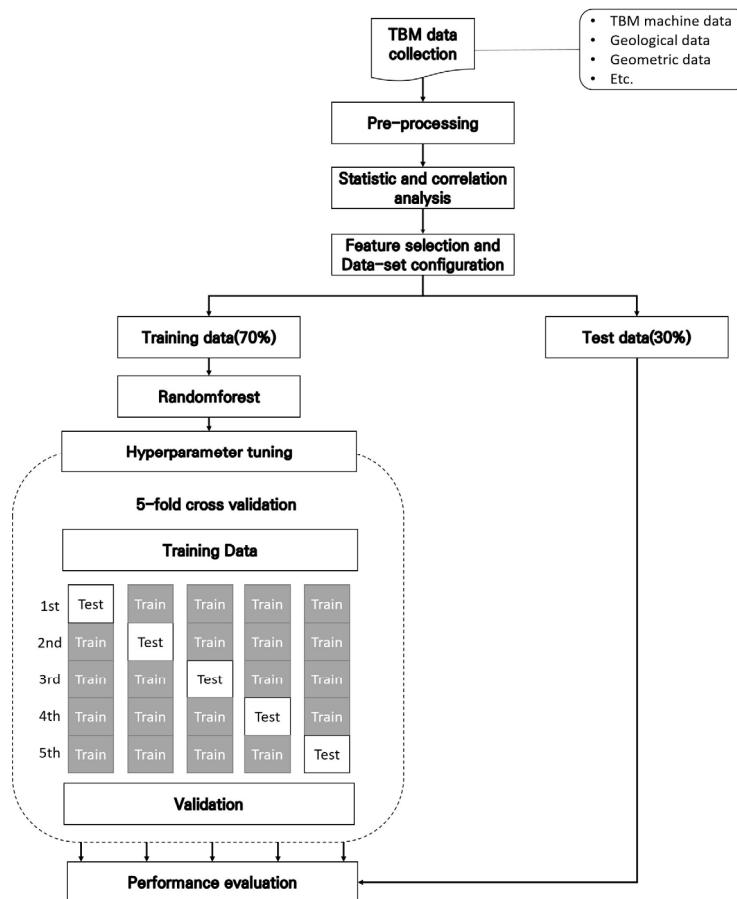 TBM data
collection
• TBM machine data
• Geological data
• Geometric data
• Etc.
Pre-processing
Statistic and correlation
analysis
Feature selection and
Data-set configuration
Training data(70%)
Test data(30%)
Randomforest
Hyperparameter tuning
5-fold cross validation
Training Data
1st Test Train Train Train Train
2nd Train Test Train Train Train
3rd Train Train Test Train Train
4th Train Train Train Test Train
5th Train Train Train Train Test
Validation
Performance evaluation